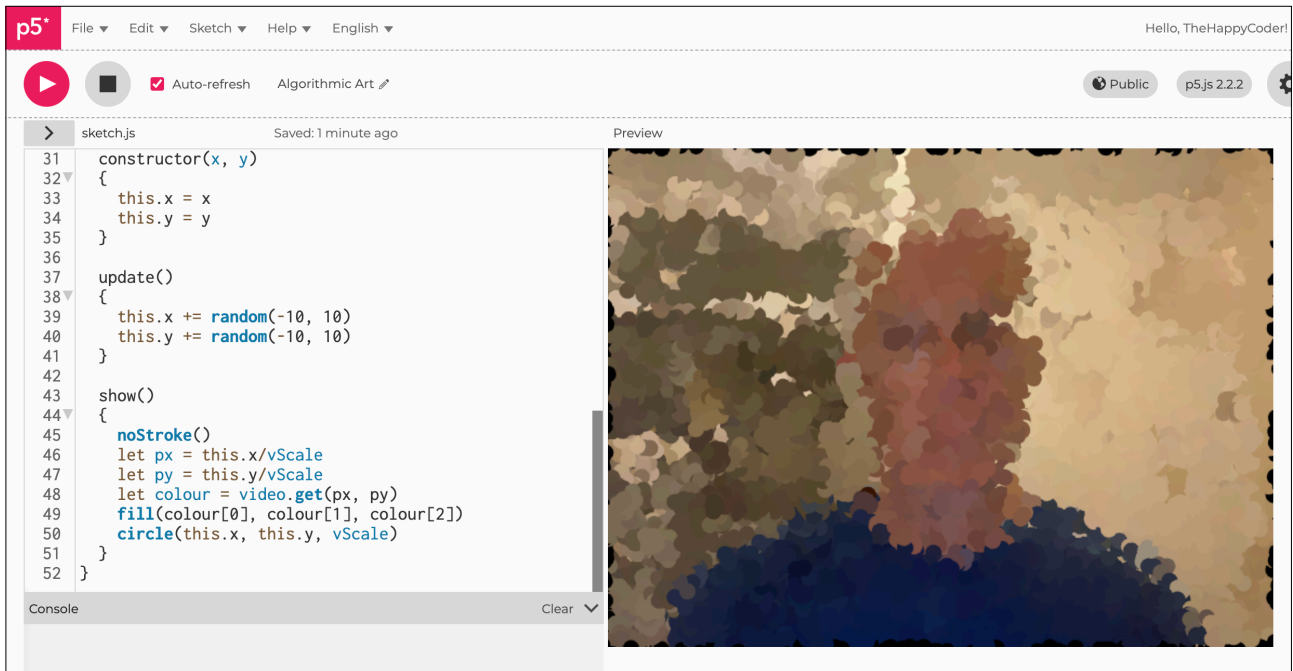 p5* File Edit Sketch Help English Hello, TheHappyCoder!
Auto-refresh Algorithmic Art Public p5.js 2.2.2
> sketch.js Saved: 1 minute ago Preview
31 constructor(x, y)
32 {
33 this.x = x
34 this.y = y
35 }
36
37 update()
38 {
39 this.x += random(-10, 10)
40 this.y += random(-10, 10)
41 }
42
43 show()
44 {
45 noStroke()
46 let px = this.x/vScale
47 let py = this.y/vScale
48 let colour = video.get(px, py)
49 fill(colour[0], colour[1], colour[2])
50 circle(this.x, this.y, vScale)
51 }
52 }
Console Clear